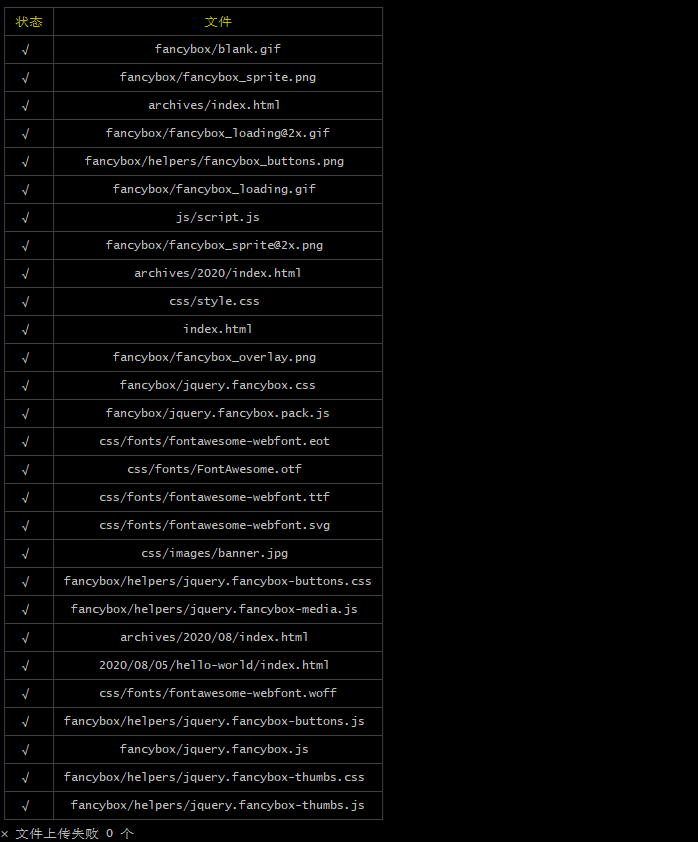 状态 文件
√ fancybox/blank.gif
√ fancybox/fancybox_sprite.png
√ archives/index.html
√ fancybox/fancybox_loading@2x.gif
√ fancybox/helpers/fancybox_buttons.png
√ fancybox/fancybox_loading.gif
√ js/script.js
√ fancybox/fancybox_sprite@2x.png
√ archives/2020/index.html
√ css/style.css
√ index.html
√ fancybox/fancybox_overlay.png
√ fancybox/jquery.fancybox.css
√ fancybox/jquery.fancybox.pack.js
√ css/fonts/fontawesome-webfont.eot
√ css/fonts/FontAwesome.otf
√ css/fonts/fontawesome-webfont.ttf
√ css/fonts/fontawesome-webfont.svg
√ css/images/banner.jpg
√ fancybox/helpers/jquery.fancybox-buttons.css
√ fancybox/helpers/jquery.fancybox-media.js
√ archives/2020/08/index.html
√ 2020/08/05/hello-world/index.html
√ css/fonts/fontawesome-webfont.woff
√ fancybox/helpers/jquery.fancybox-buttons.js
√ fancybox/jquery.fancybox.js
√ fancybox/helpers/jquery.fancybox-thumbs.css
√ fancybox/helpers/jquery.fancybox-thumbs.js
× 文件上传失败 0 个